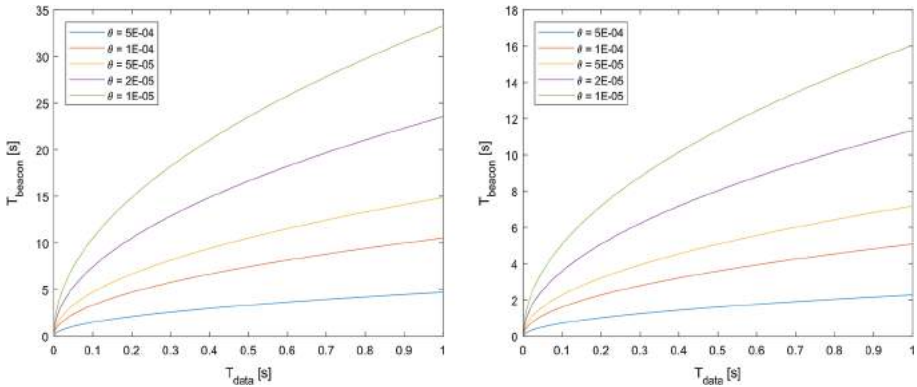 35
30
25
20
15
10
5
0
T_beacon [s]
θ = 5E-04
θ = 1E-04
θ = 5E-05
θ = 2E-05
θ = 1E-05
0 0.1 0.2 0.3 0.4 0.5 0.6 0.7 0.8 0.9 1
T_data [s]
18
16
14
12
10
8
6
4
2
0
T_beacon [s]
θ = 5E-04
θ = 1E-04
θ = 5E-05
θ = 2E-05
θ = 1E-05
0 0.1 0.2 0.3 0.4 0.5 0.6 0.7 0.8 0.9 1
T_data [s]